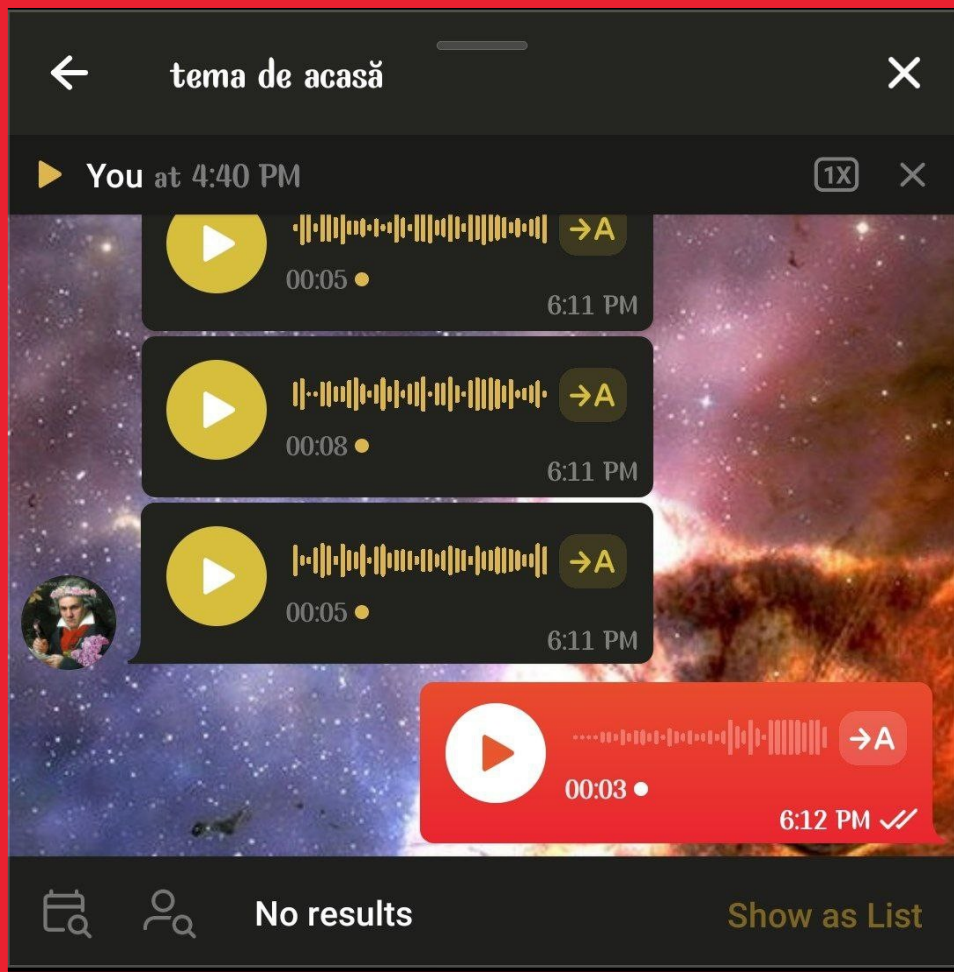 tema de acasă
You at 4:40 PM
1X
→A
00:05
6:11 PM
→A
00:08
6:11 PM
→A
00:05
6:11 PM
→A
00:03
6:12 PM
No results
Show as List